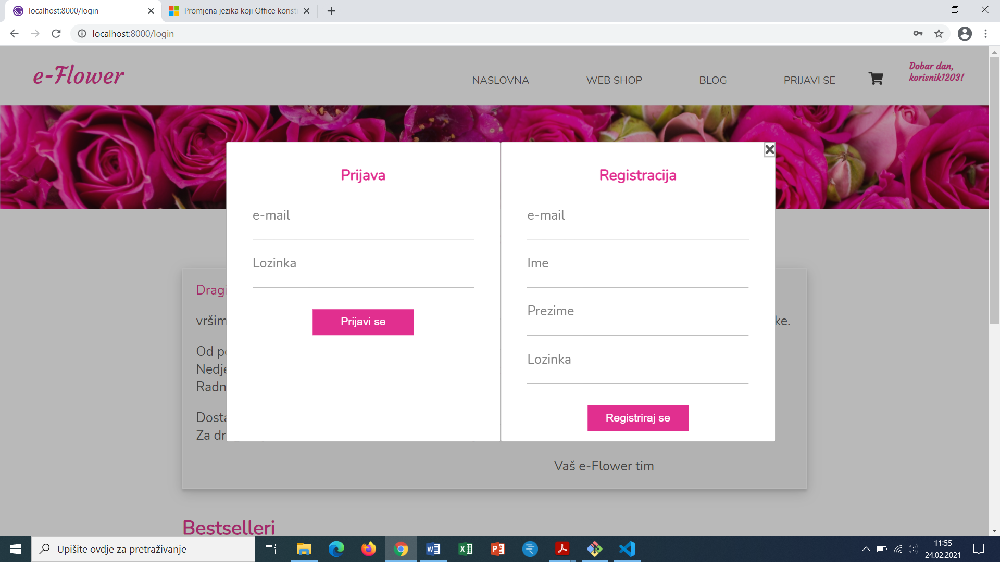 localhost:8000/login
Promjena jezika koji Office koristi
localhost:8000/login
e-Flower
NASLOVNA
WEB SHOP
BLOG
PRIJAVI SE
Dobar dan,
korisnik1203!
Prijava
e-mail
Lozinka
Prijavi se
Registracija
e-mail
Ime
Prezime
Lozinka
Registriraj se
Dragi
vršim
ke.
Od p
Nedje
Radn
Dosta
Za dr
Vaš e-Flower tim
Bestselleri
Upišite ovdje za pretraživanje
11:55
24.02.2021